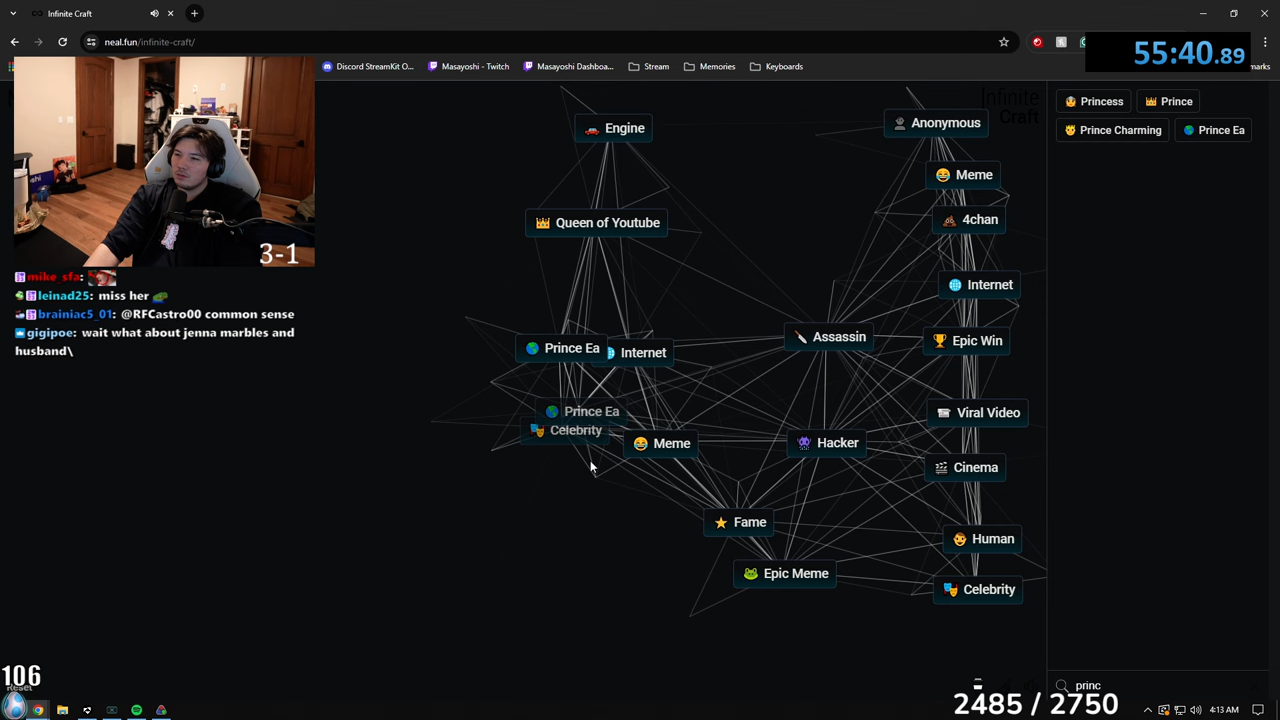 Infinite Craft
neal.fun/infinite-craft/
55:40.89
Discord StreamKit O...
Masayoshi - Twitch
Masayoshi Dashboa...
Stream
Memories
Keyboards
Infinite
Craft
Engine
Anonymous
Princess
Prince
Prince Charming
Prince Ea
Meme
4chan
Queen of Youtube
3-1
mike_sfa:
leinad25: miss her
brainiac5_01: @RFCastro00 common sense
gigipoe: wait what about jenna marbles and
husband\
Internet
Assassin
Epic Win
Prince Ea
Internet
Prince Ea
Celebrity
Meme
Hacker
Viral Video
Cinema
Fame
Human
Epic Meme
Celebrity
106
Reset
princ
2485 / 2750
4:13 AM